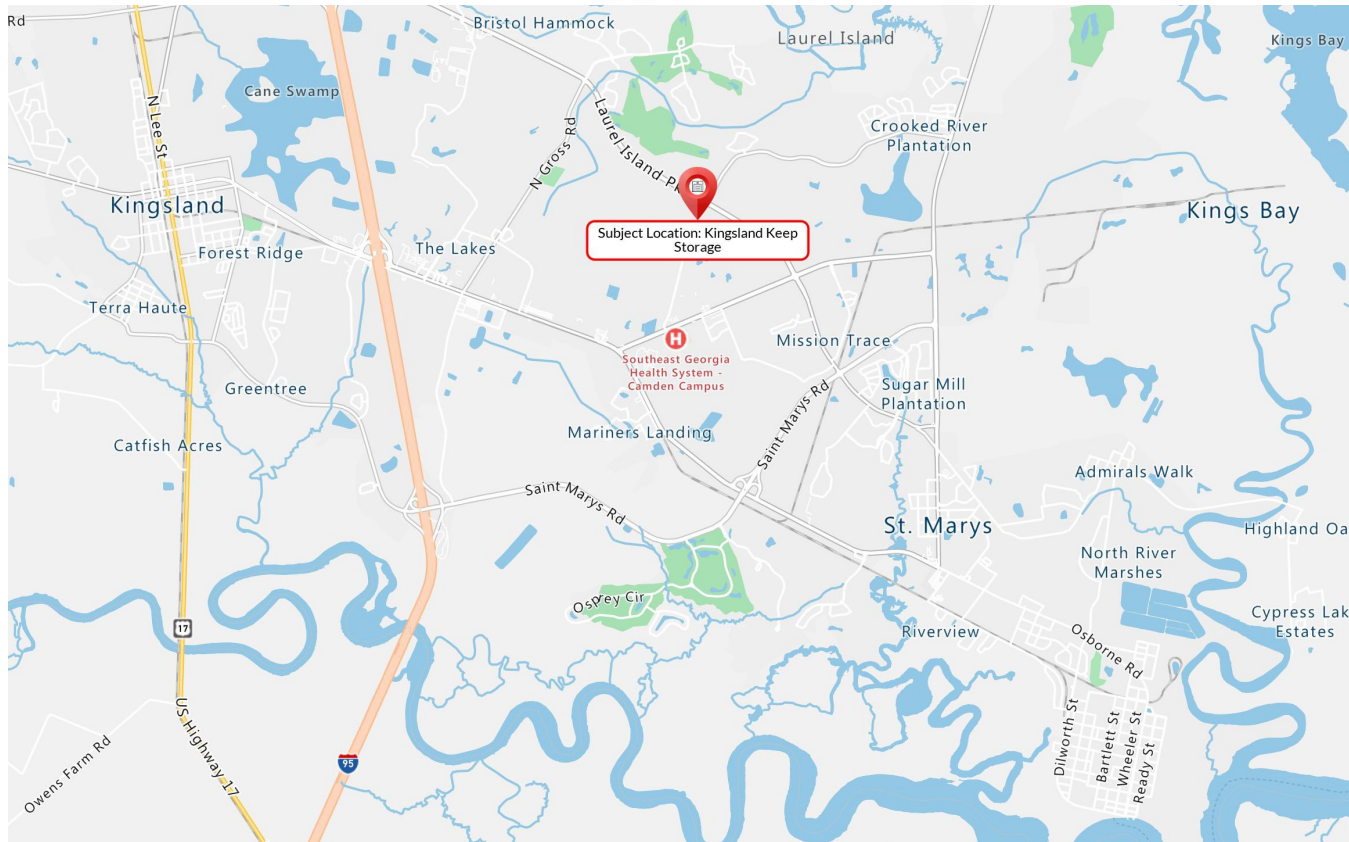 Rd
Bristol Hammock
Laurel Island
Kings Bay
Cane Swamp
N Lee St
N Gross Rd
Laurel Island Pk
Crooked River
Plantation
Kingsland
Kings Bay
Subject Location: Kingsland Keep
Storage
Forest Ridge
The Lakes
Terra Haute
H
Southeast Georgia
Health System -
Camden Campus
Mission Trace
Greentree
Sugar Mill
Plantation
Saint Marys Rd
Catfish Acres
Mariners Landing
Admirals Walk
Saint Marys Rd
St. Marys
Highland Oa
North River
Marshes
Osprey Cir
Cypress Lak
Estates
17
Riverview
Osborne Rd
US Highway 17
Dilworth St
Bartlett St
Wheeler St
Ready St
Owens Farm Rd
95